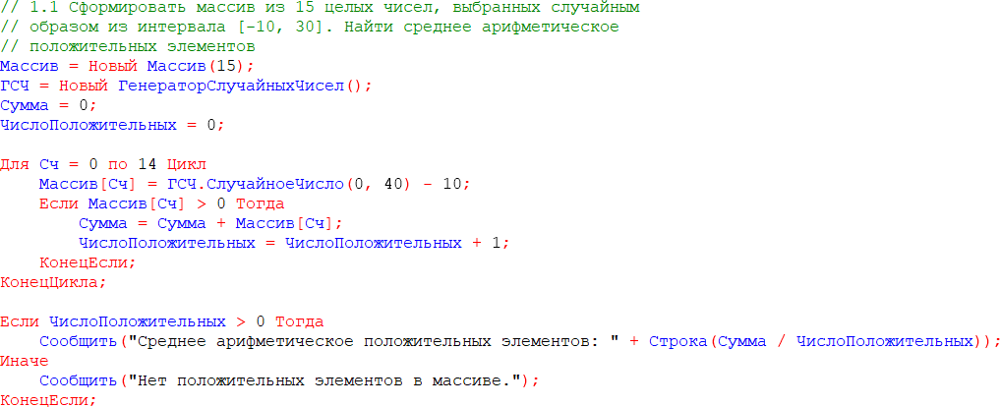 // 1.1 Сформировать массив из 15 целых чисел, выбранных случайным
// образом из интервала [-10, 30]. Найти среднее арифметическое
// положительных элементов
Массив = Новый Массив(15);
ГСЧ = Новый ГенераторСлучайныхЧисел();
Сумма = 0;
ЧислоПоложительных = 0;

Для Сч = 0 по 14 Цикл
    Массив[Сч] = ГСЧ.СлучайноеЧисло(0, 40) - 10;
    Если Массив[Сч] > 0 Тогда
        Сумма = Сумма + Массив[Сч];
        ЧислоПоложительных = ЧислоПоложительных + 1;
    КонецЕсли;
КонецЦикла;

Если ЧислоПоложительных > 0 Тогда
    Сообщить("Среднее арифметическое положительных элементов: " + Строка(Сумма / ЧислоПоложительных));
Иначе
    Сообщить("Нет положительных элементов в массиве.");
КонецЕсли;